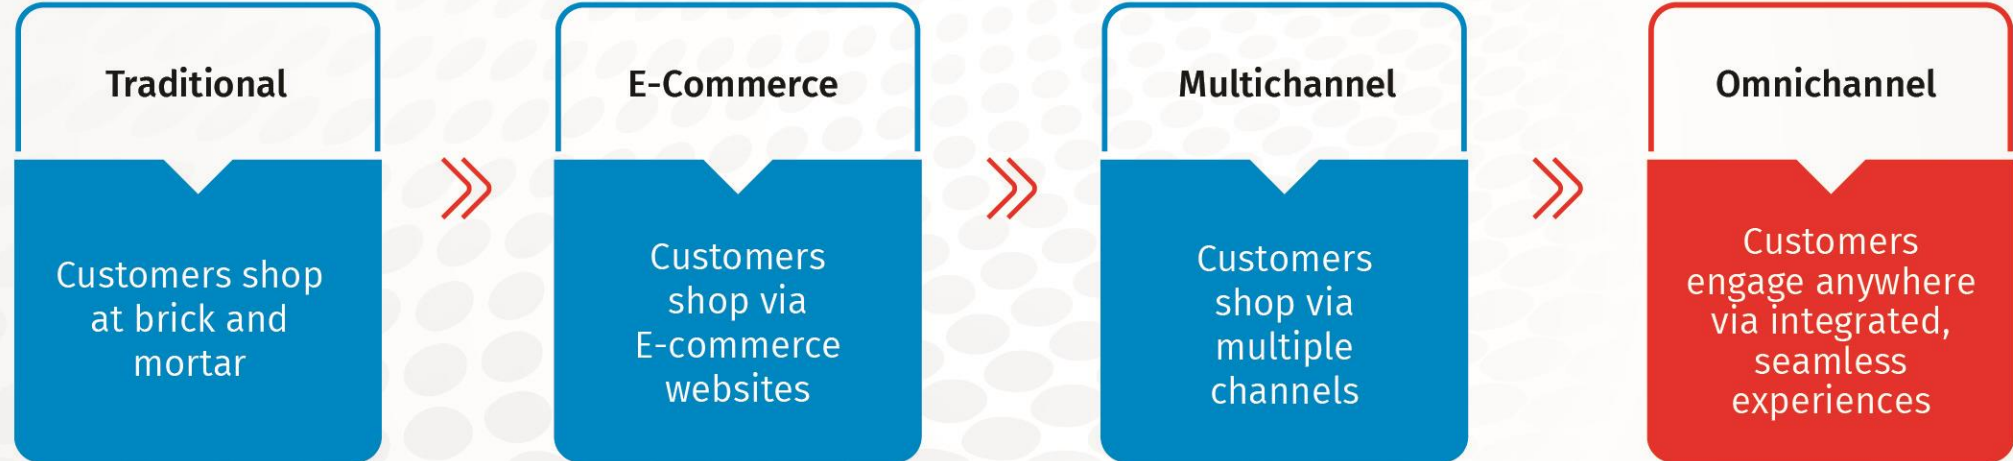 Traditional
Customers shop
at brick and
mortar
E-Commerce
Customers
shop via
E-commerce
websites
Multichannel
Customers
shop via
multiple
channels
Omnichannel
Customers
engage anywhere
via integrated,
seamless
experiences